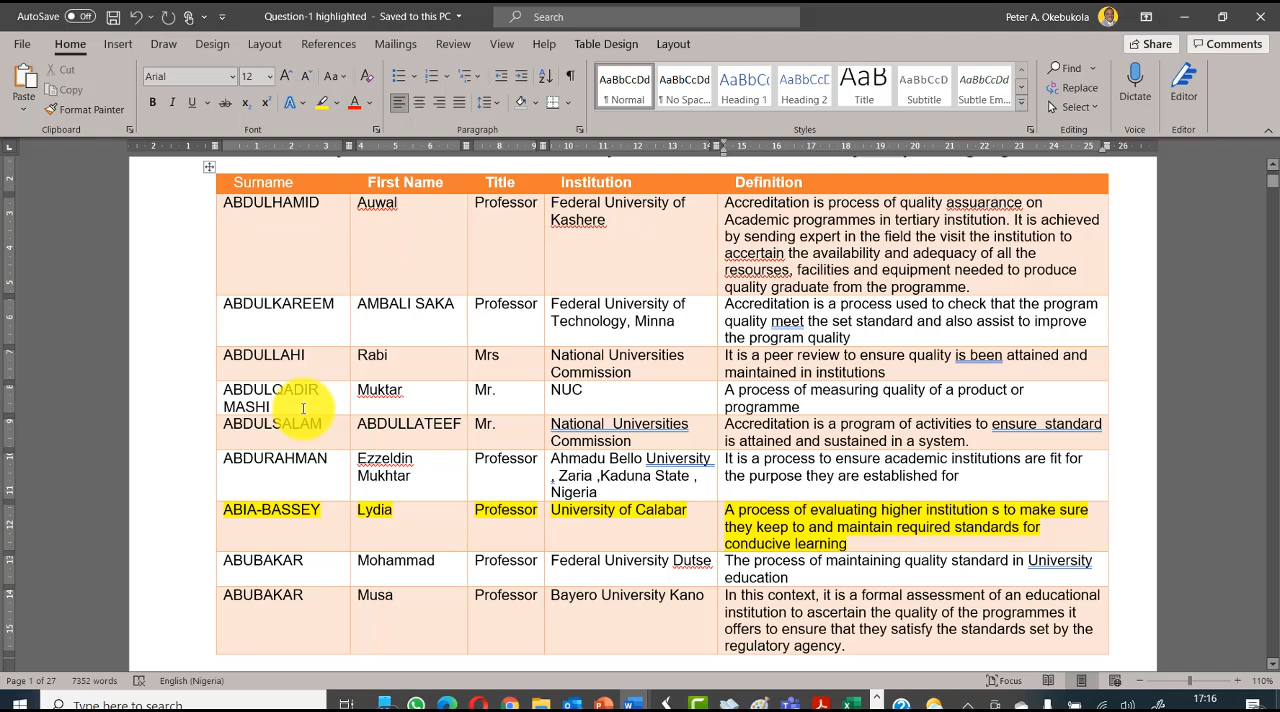 AutoSave Off Question-1 highlighted - Saved to this PC Search Peter A. Okebukola
File Home Insert Draw Design Layout References Mailings Review View Help Table Design Layout Share Comments
Paste Cut Copy Format Painter
Arial 12
AaBbCcDd ¶ Normal AaBbCcDd ¶ No Spac... AaBbCc Heading 1 AaBbCcE Heading 2 AaB Title AaBbCcD Subtitle AaBbCcDd Subtle Em...
Find Replace Select Dictate Editor
Clipboard Font Paragraph Styles Editing Voice Editor
Surname First Name Title Institution Definition
ABDULHAMID Auwal Professor Federal University of Accreditation is process of quality assuarance on
Kashere Academic programmes in tertiary institution. It is achieved
by sending expert in the field the visit the institution to
accertain the availability and adequacy of all the
resourses, facilities and equipment needed to produce
quality graduate from the programme.
ABDULKAREEM AMBALI SAKA Professor Federal University of Accreditation is a process used to check that the program
Technology, Minna quality meet the set standard and also assist to improve
the program quality
ABDULLAHI Rabi Mrs National Universities It is a peer review to ensure quality is been attained and
Commission maintained in institutions
ABDULQADIR Muktar Mr. NUC A process of measuring quality of a product or
MASHI programme
ABDULSALAM ABDULLATEEF Mr. National Universities Accreditation is a program of activities to ensure standard
Commission is attained and sustained in a system.
ABDURAHMAN Ezzeldin Professor Ahmadu Bello University It is a process to ensure academic institutions are fit for
Mukhtar , Zaria ,Kaduna State , the purpose they are established for
Nigeria
ABIA-BASSEY Lydia Professor University of Calabar A process of evaluating higher institution s to make sure
they keep to and maintain required standards for
conducive learning
ABUBAKAR Mohammad Professor Federal University Dutse The process of maintaining quality standard in University
education
ABUBAKAR Musa Professor Bayero University Kano In this context, it is a formal assessment of an educational
institution to ascertain the quality of the programmes it
offers to ensure that they satisfy the standards set by the
regulatory agency.
Page 1 of 27 7352 words English (Nigeria) Focus 110%
Type here to search 17:16